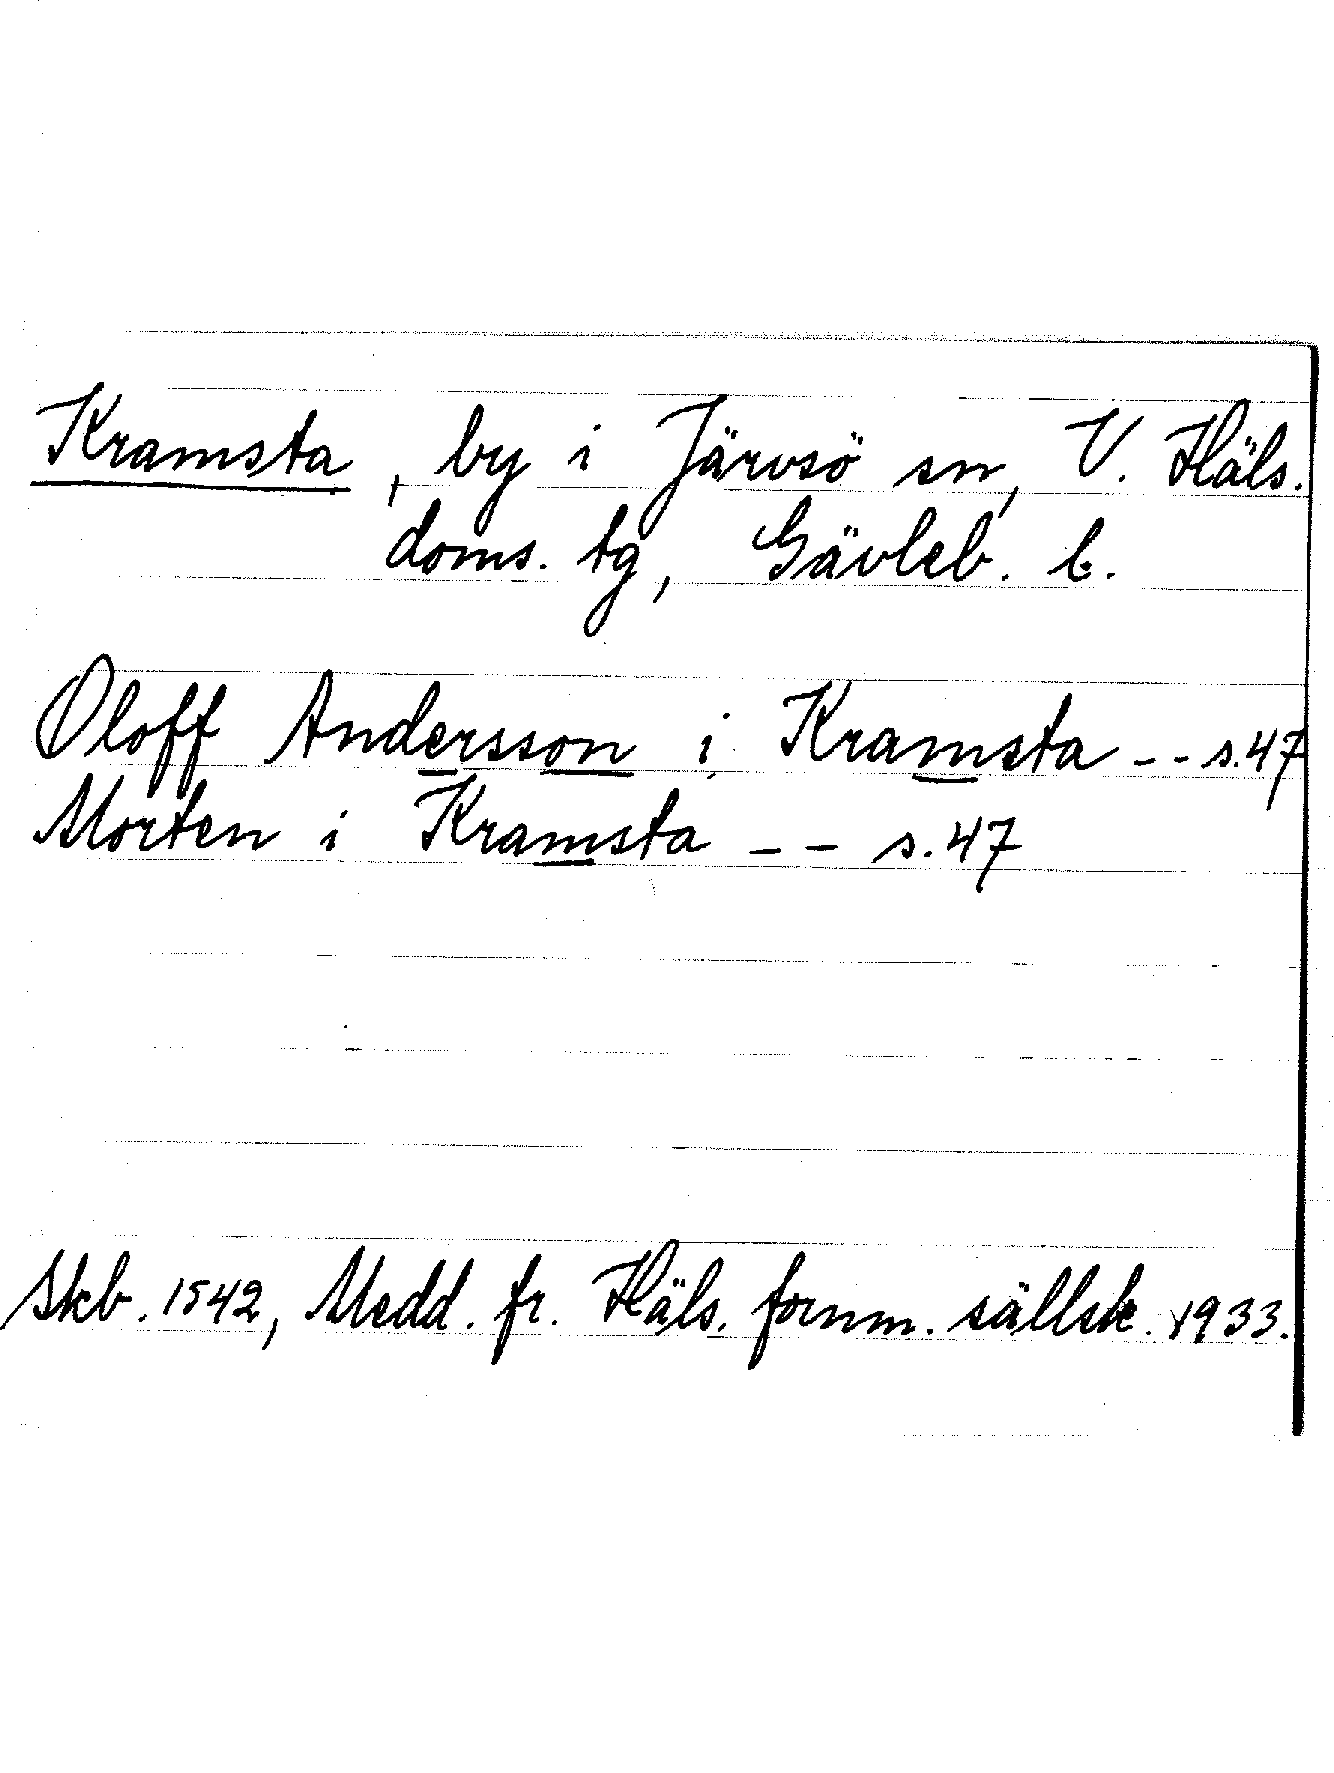 Kramsta, by i Järvsö sn, V. Häls.
doms. tg, Gävleb. l.
Oloff Andersson i Kramsta -- s.47
Morten i Kramsta -- s.47
Skb. 1542, Medd. fr. Häls. fornm. sällsk. 1933.